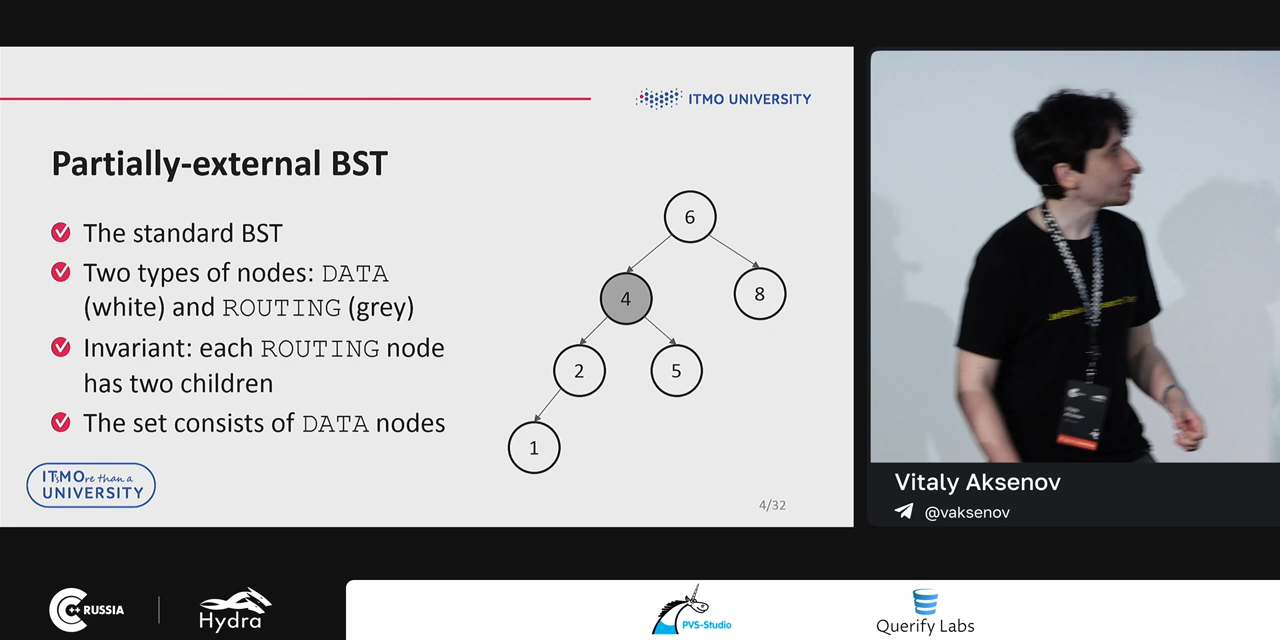 ITMO UNIVERSITY
Partially-external BST
The standard BST
Two types of nodes: DATA
(white) and ROUTING (grey)
Invariant: each ROUTING node
has two children
The set consists of DATA nodes
6
4
8
2
5
1
IT'sMOre than a
UNIVERSITY
4/32
Vitaly Aksenov
@vaksenov
C++ RUSSIA
Hydra
PVS-Studio
Querify Labs